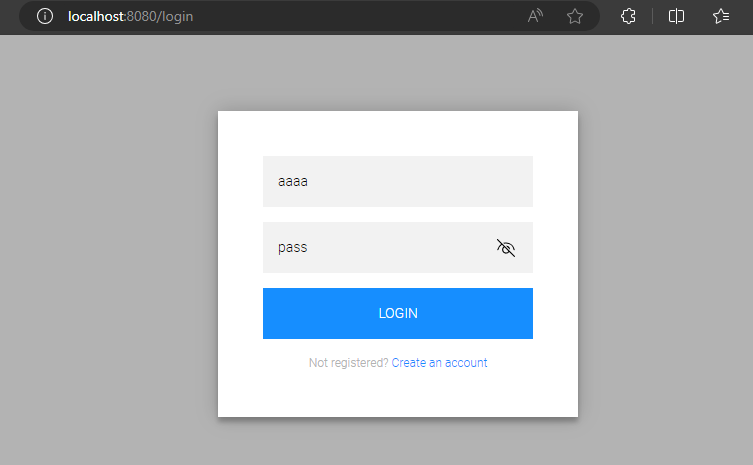 localhost:8080/login
aaaa
pass
LOGIN
Not registered? Create an account